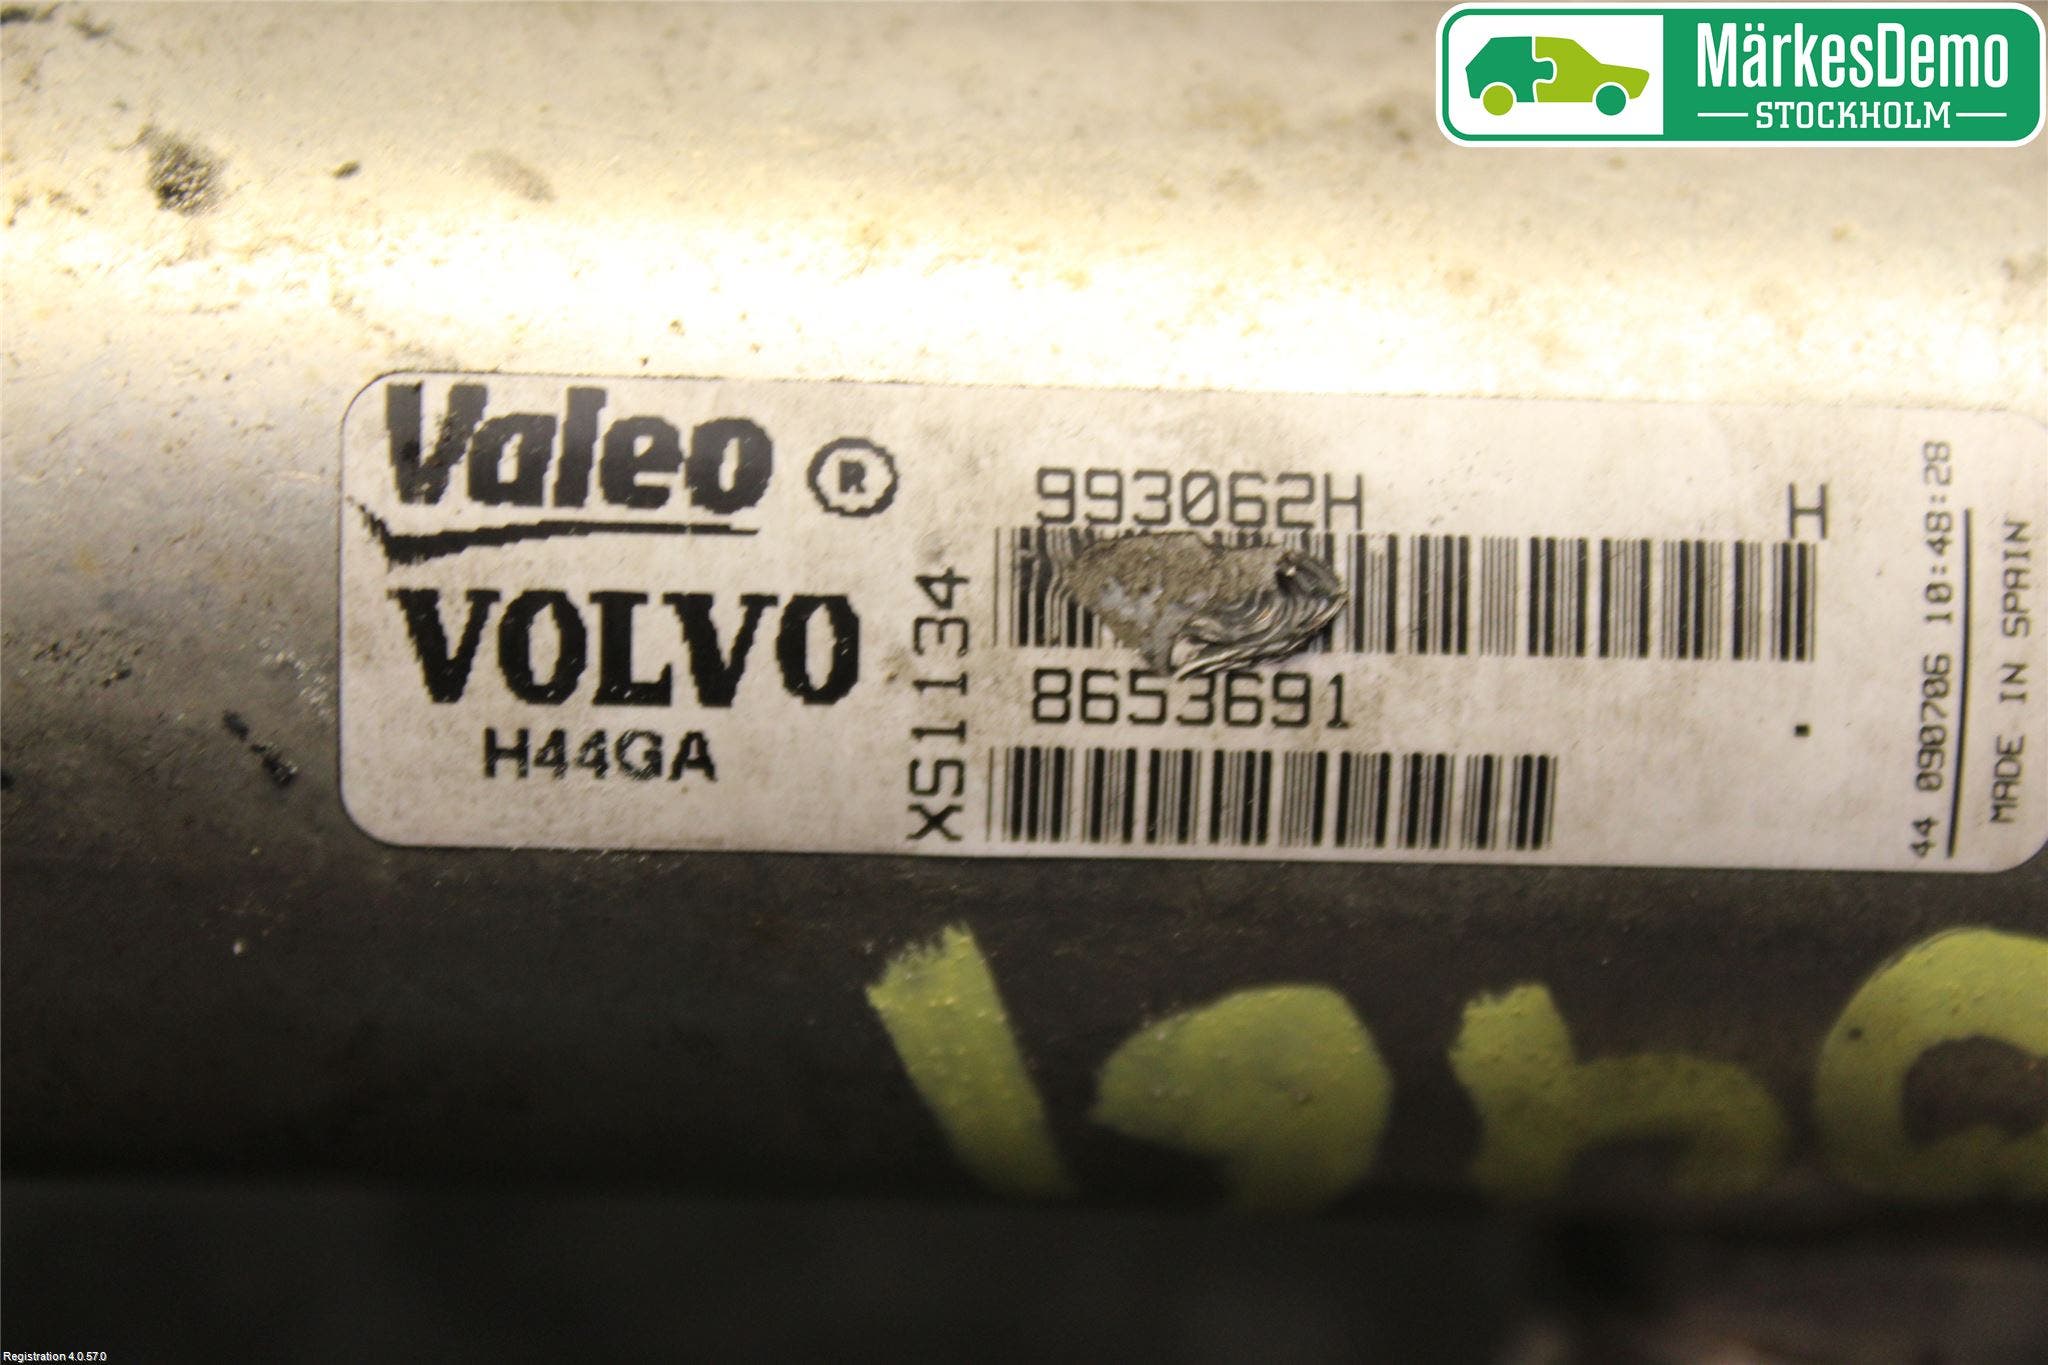 MärkesDemo
STOCKHOLM
Valeo ®
VOLVO
H44GA
XS11134
993062H
H
8653691
44 090706 10:48:28
MADE IN SPAIN
Registration 4.0.57.0